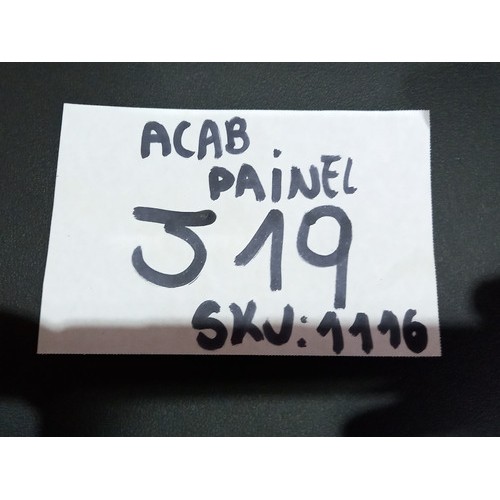 ACAB
PAINEL
J19
SKU: 1116